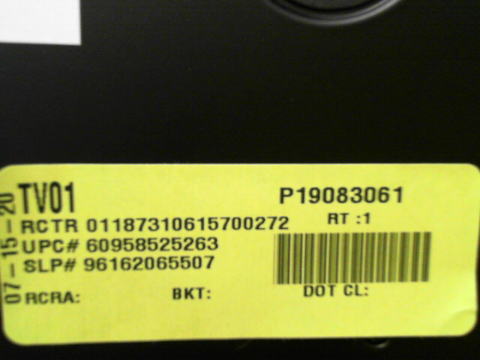 07-15-20
TV01 P19083061
RCTR 01187310615700272 RT :1
UPC# 60958525263
SLP# 96162065507
RCRA: BKT: DOT CL: